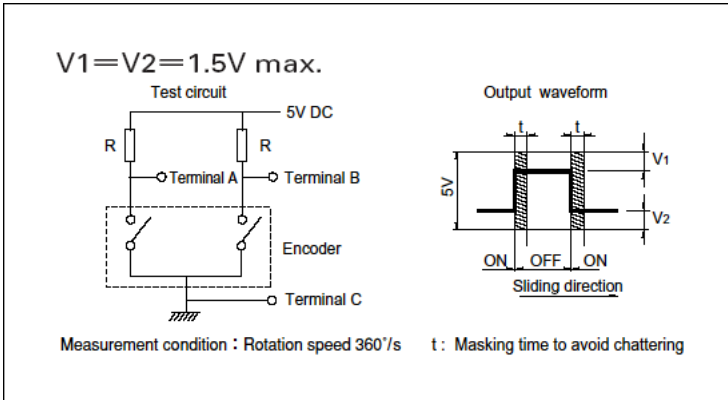 V1＝V2＝1.5V max.
Test circuit
5V DC
R
R
Terminal A
Terminal B
Encoder
Terminal C
Output waveform
t
t
V1
5V
V2
ON
OFF
ON
Sliding direction
Measurement condition：Rotation speed 360˚/s
t : Masking time to avoid chattering